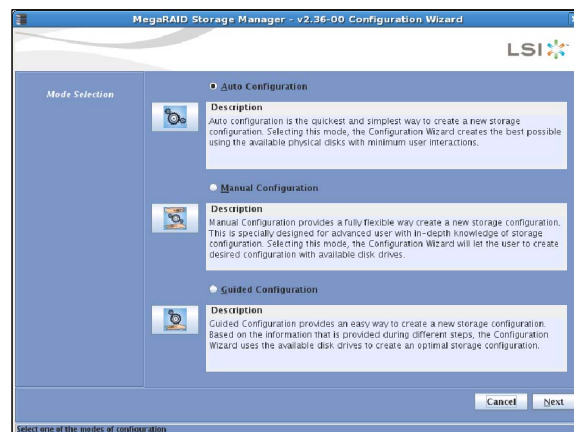 MegaRAID Storage Manager - v2.36-00 Configuration Wizard
LSI
Mode Selection
Auto Configuration
Description
Auto configuration is the quickest and simplest way to create a new storage
configuration. Selecting this mode, the Configuration Wizard creates the best possible
using the available physical disks with minimum user interactions.
Manual Configuration
Description
Manual Configuration provides a fully flexible way create a new storage configuration.
This is specially designed for advanced user with in-depth knowledge of storage
configuration. Selecting this mode, the Configuration Wizard will let the user to create
desired configuration with available disk drives.
Guided Configuration
Description
Guided Configuration provides an easy way to create a new storage configuration.
Based on the information that is provided during different steps, the Configuration
Wizard uses the available disk drives to create an optimal storage configuration.
Cancel
Next
Select one of the modes of configuration